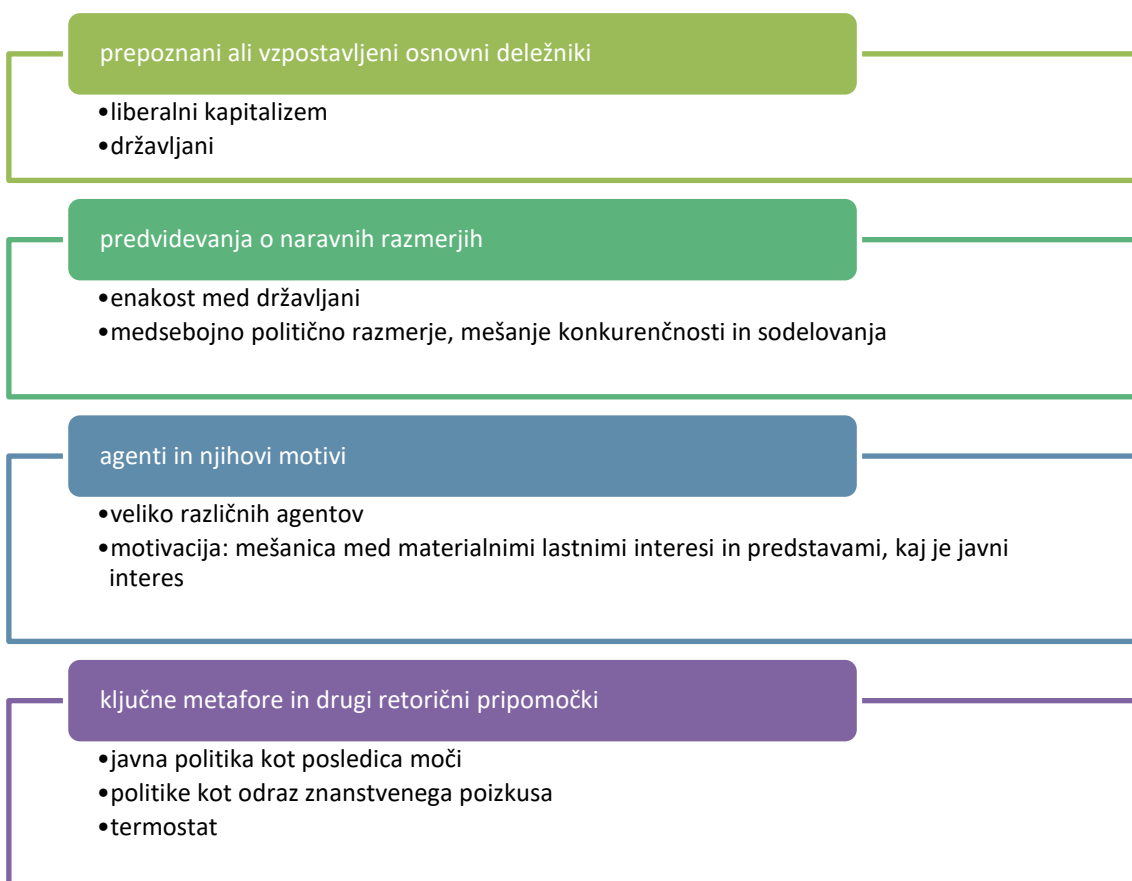 prepoznani ali vzpostavljeni osnovni deležniki
•liberalni kapitalizem
•državljani
predvidevanja o naravnih razmerjih
•enakost med državljani
•medsebojno politično razmerje, mešanje konkurenčnosti in sodelovanja
agenti in njihovi motivi
•veliko različnih agentov
•motivacija: mešanica med materialnimi lastnimi interesi in predstavami, kaj je javni
interes
ključne metafore in drugi retorični pripomočki
•javna politika kot posledica moči
•politike kot odraz znanstvenega poizkusa
•termostat